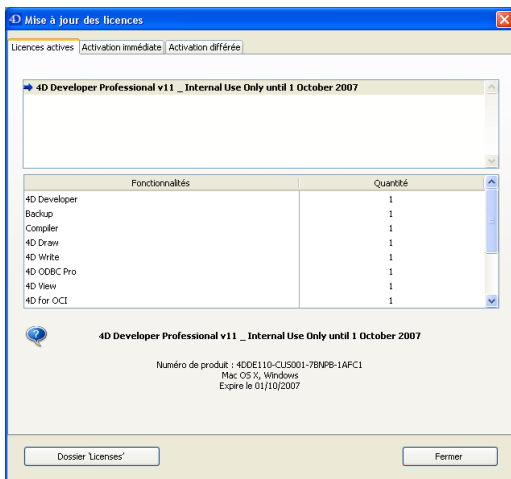 4D Mise à jour des licences
Licences actives Activation immédiate Activation différée
4D Developer Professional v11 _ Internal Use Only until 1 October 2007
Fonctionnalités Quantité
4D Developer 1
Backup 1
Compiler 1
4D Draw 1
4D Write 1
4D ODBC Pro 1
4D View 1
4D for OCI 1
4D Developer Professional v11 _ Internal Use Only until 1 October 2007
Numéro de produit : 4DDE110-CUS001-7BNPB-1AFC1
Mac OS X, Windows
Expire le 01/10/2007
Dossier 'Licenses' Fermer